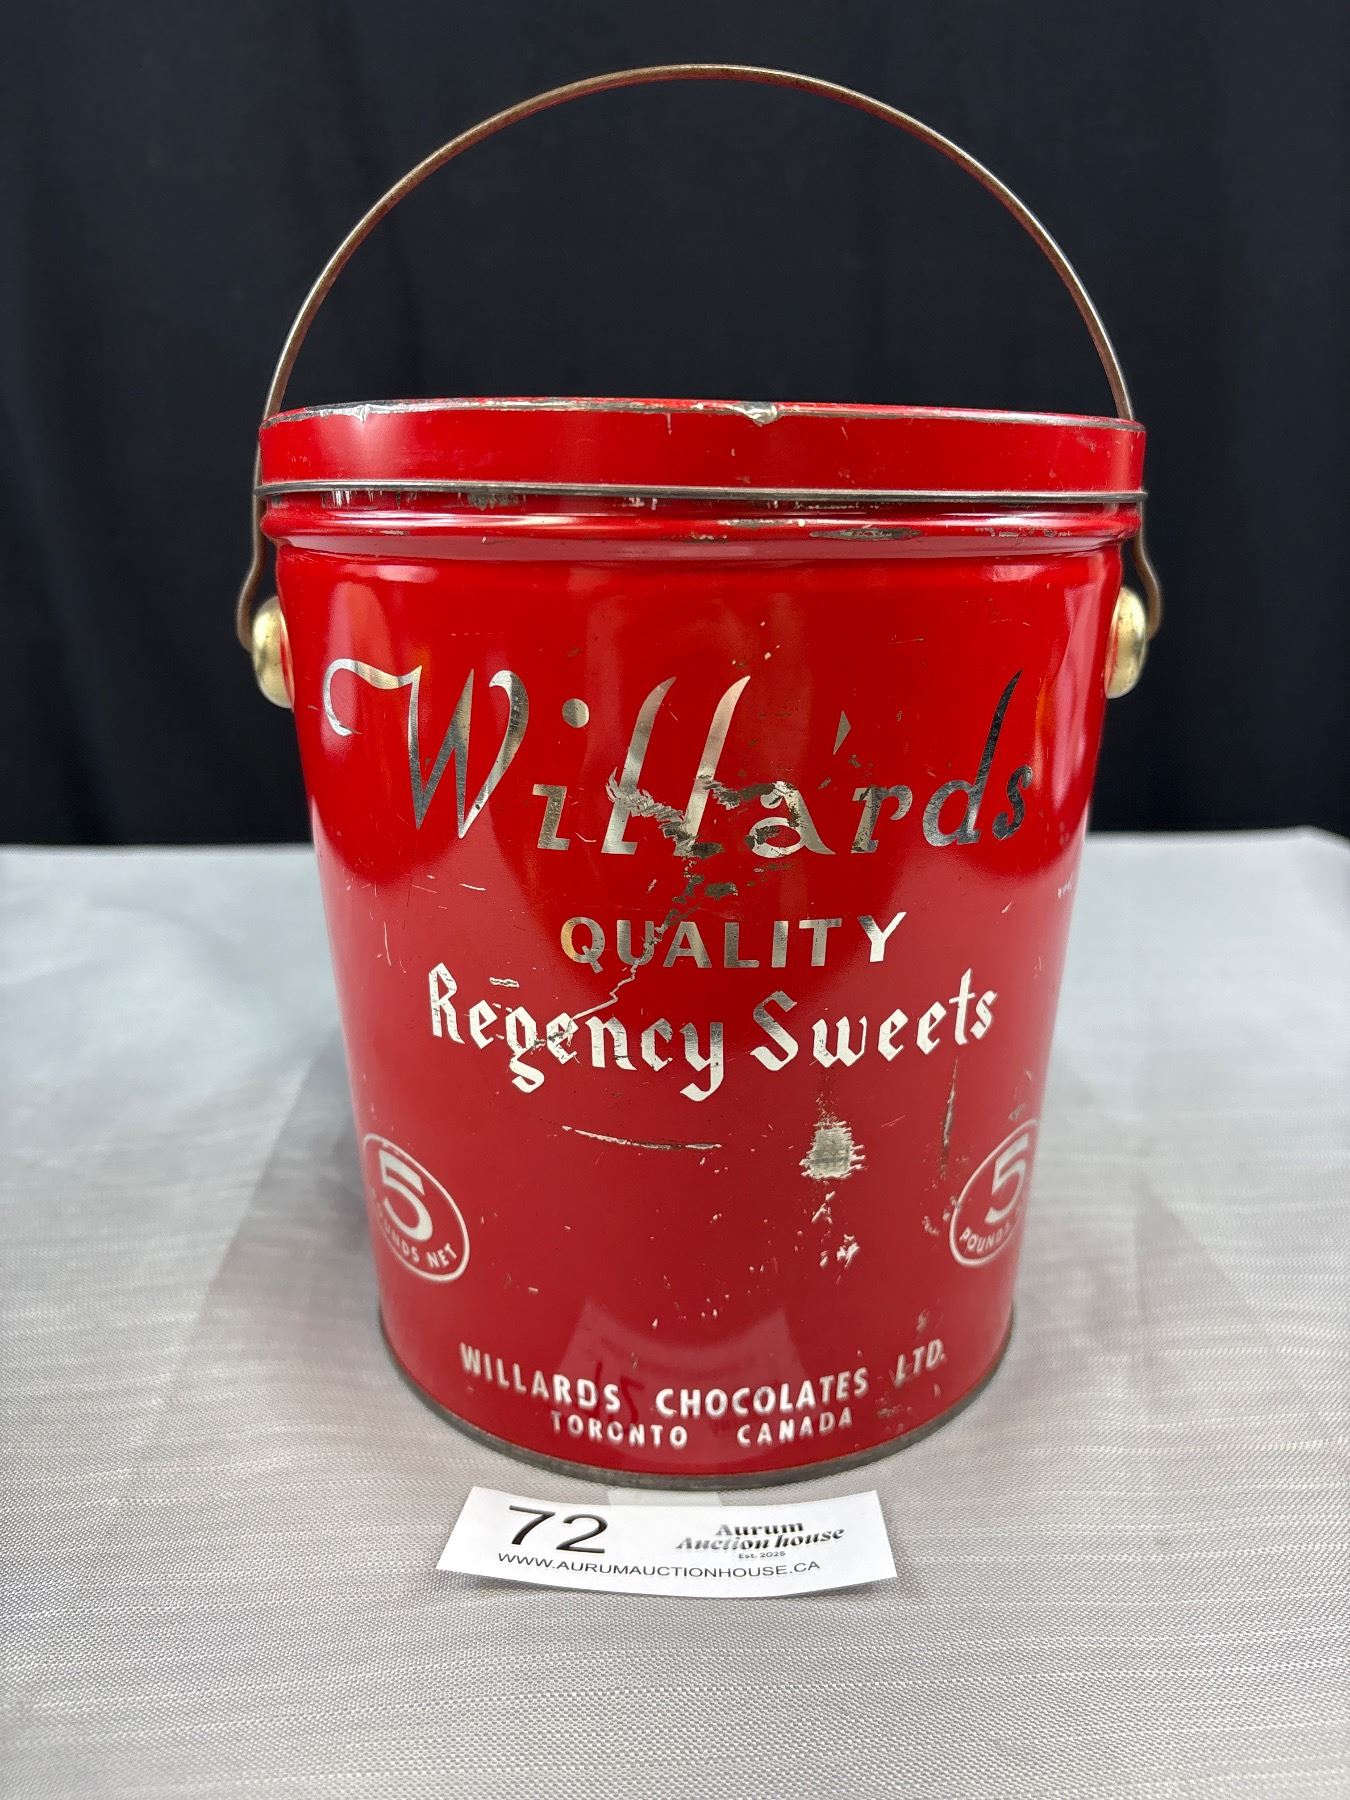 Willards
QUALITY
Regency Sweets
5
POUNDS NET
5
POUNDS
WILLARDS CHOCOLATES LTD.
TORONTO CANADA
72
Aurum
Auction house
Est. 2025
WWW.AURUMAUCTIONHOUSE.CA